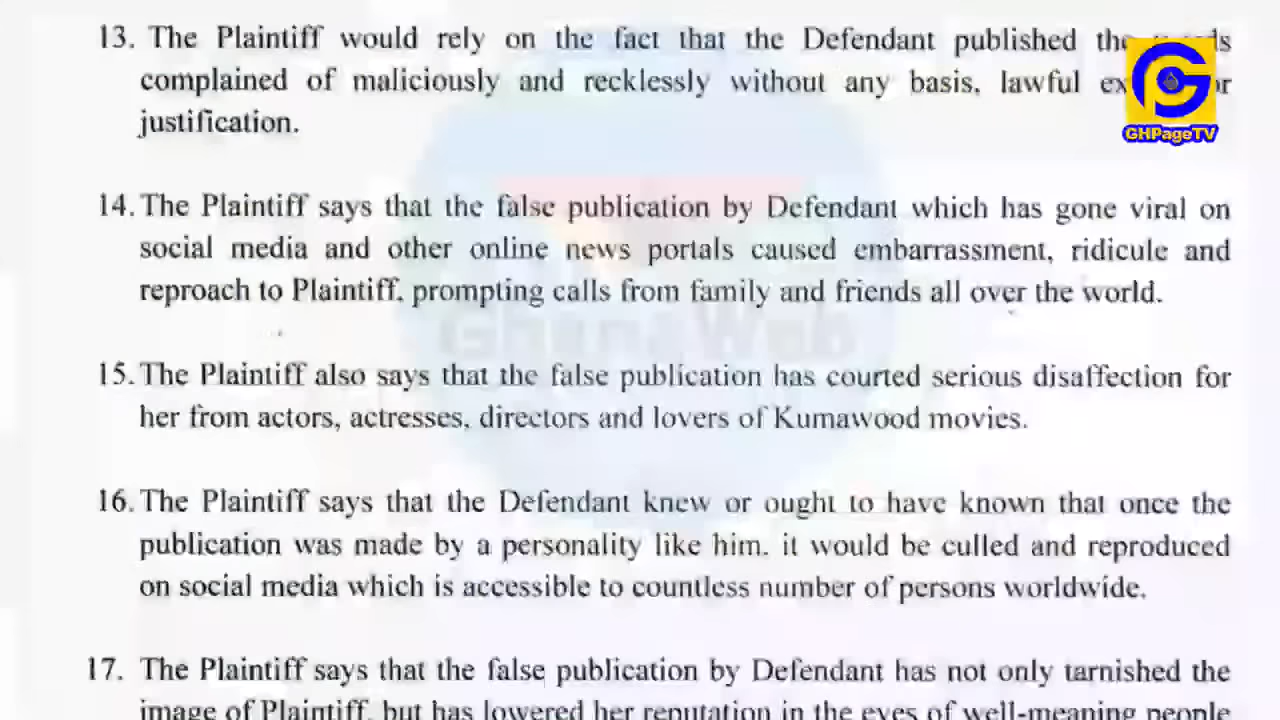 13. The Plaintiff would rely on the fact that the Defendant published the
complained of maliciously and recklessly without any basis, lawful or
justification.
GHPageTV
14. The Plaintiff says that the false publication by Defendant which has gone viral on
social media and other online news portals caused embarrassment, ridicule and
reproach to Plaintiff, prompting calls from family and friends all over the world.
GhanaWeb
15. The Plaintiff also says that the false publication has courted serious disaffection for
her from actors, actresses, directors and lovers of Kumawood movies.
16. The Plaintiff says that the Defendant knew or ought to have known that once the
publication was made by a personality like him. it would be culled and reproduced
on social media which is accessible to countless number of persons worldwide.
17. The Plaintiff says that the false publication by Defendant has not only tarnished the
image of Plaintiff, but has lowered her reputation in the eyes of well-meaning people